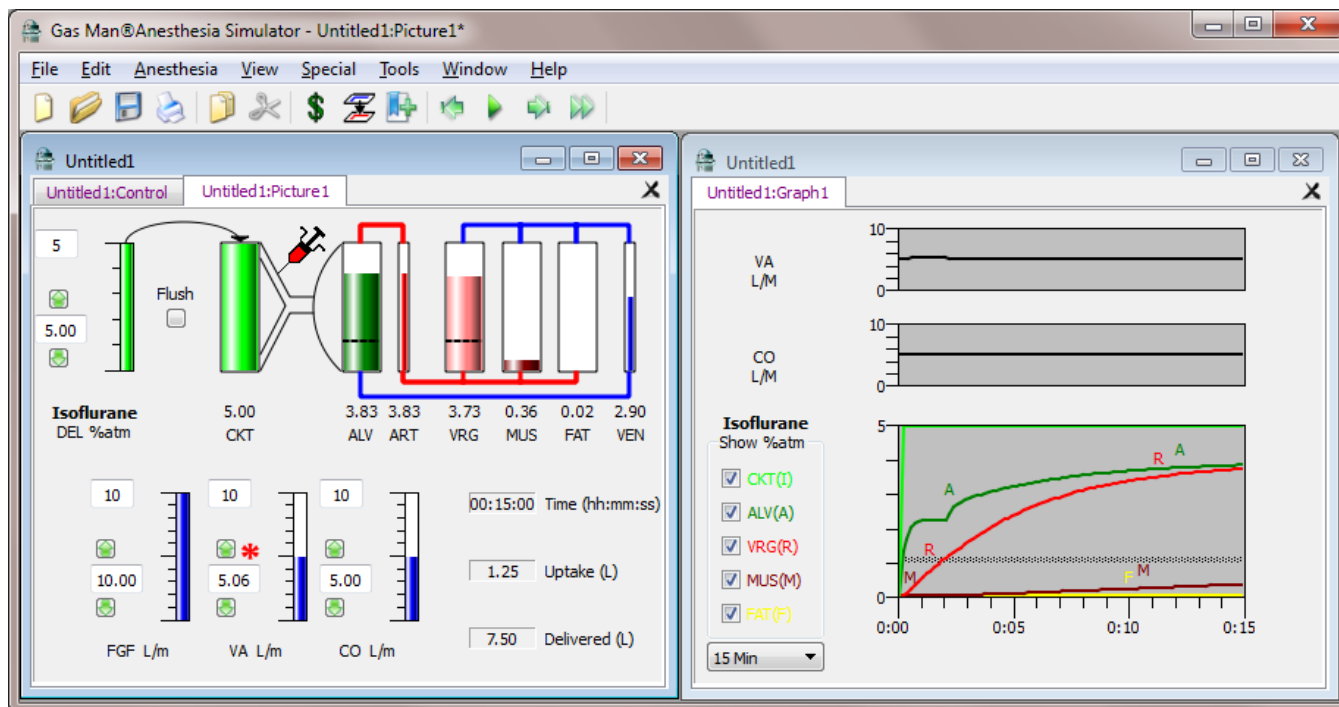 Gas Man®Anesthesia Simulator - Untitled1:Picture1*
File Edit Anesthesia View Special Tools Window Help
$
Untitled1
Untitled1:Control Untitled1:Picture1
5
Flush
5.00
Isoflurane
DEL %atm
5.00 3.83 3.83 3.73 0.36 0.02 2.90
CKT ALV ART VRG MUS FAT VEN
10 10 10
00:15:00 Time (hh:mm:ss)
* 
10.00 5.06 5.00
1.25 Uptake (L)
7.50 Delivered (L)
FGF L/m VA L/m CO L/m
Untitled1
Untitled1:Graph1
10
VA
L/M
0
10
CO
L/M
0
Isoflurane
Show %atm
CKT(I)
ALV(A)
VRG(R)
MUS(M)
FAT(F)
15 Min
5
A
R
A
R
M
F
M
0
0:00 0:05 0:10 0:15